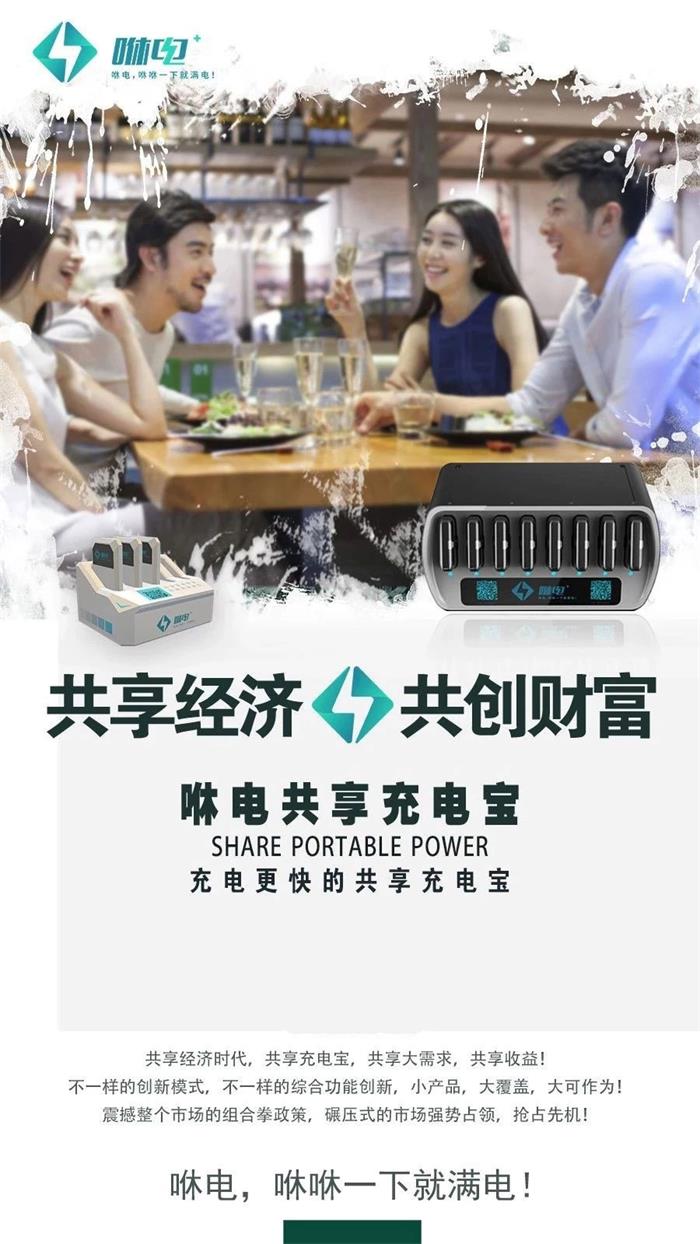 咻电+
咻电,咻咻一下就满电!
01
咻电
咻电+
共享经济 共创财富
咻电共享充电宝
SHARE PORTABLE POWER
充电更快的共享充电宝
共享经济时代，共享充电宝，共享大需求，共享收益！
不一样的创新模式，不一样的综合功能创新，小产品，大覆盖，大可作为！
震撼整个市场的组合拳政策，碾压式的市场强势占领，抢占先机！
咻电，咻咻一下就满电！